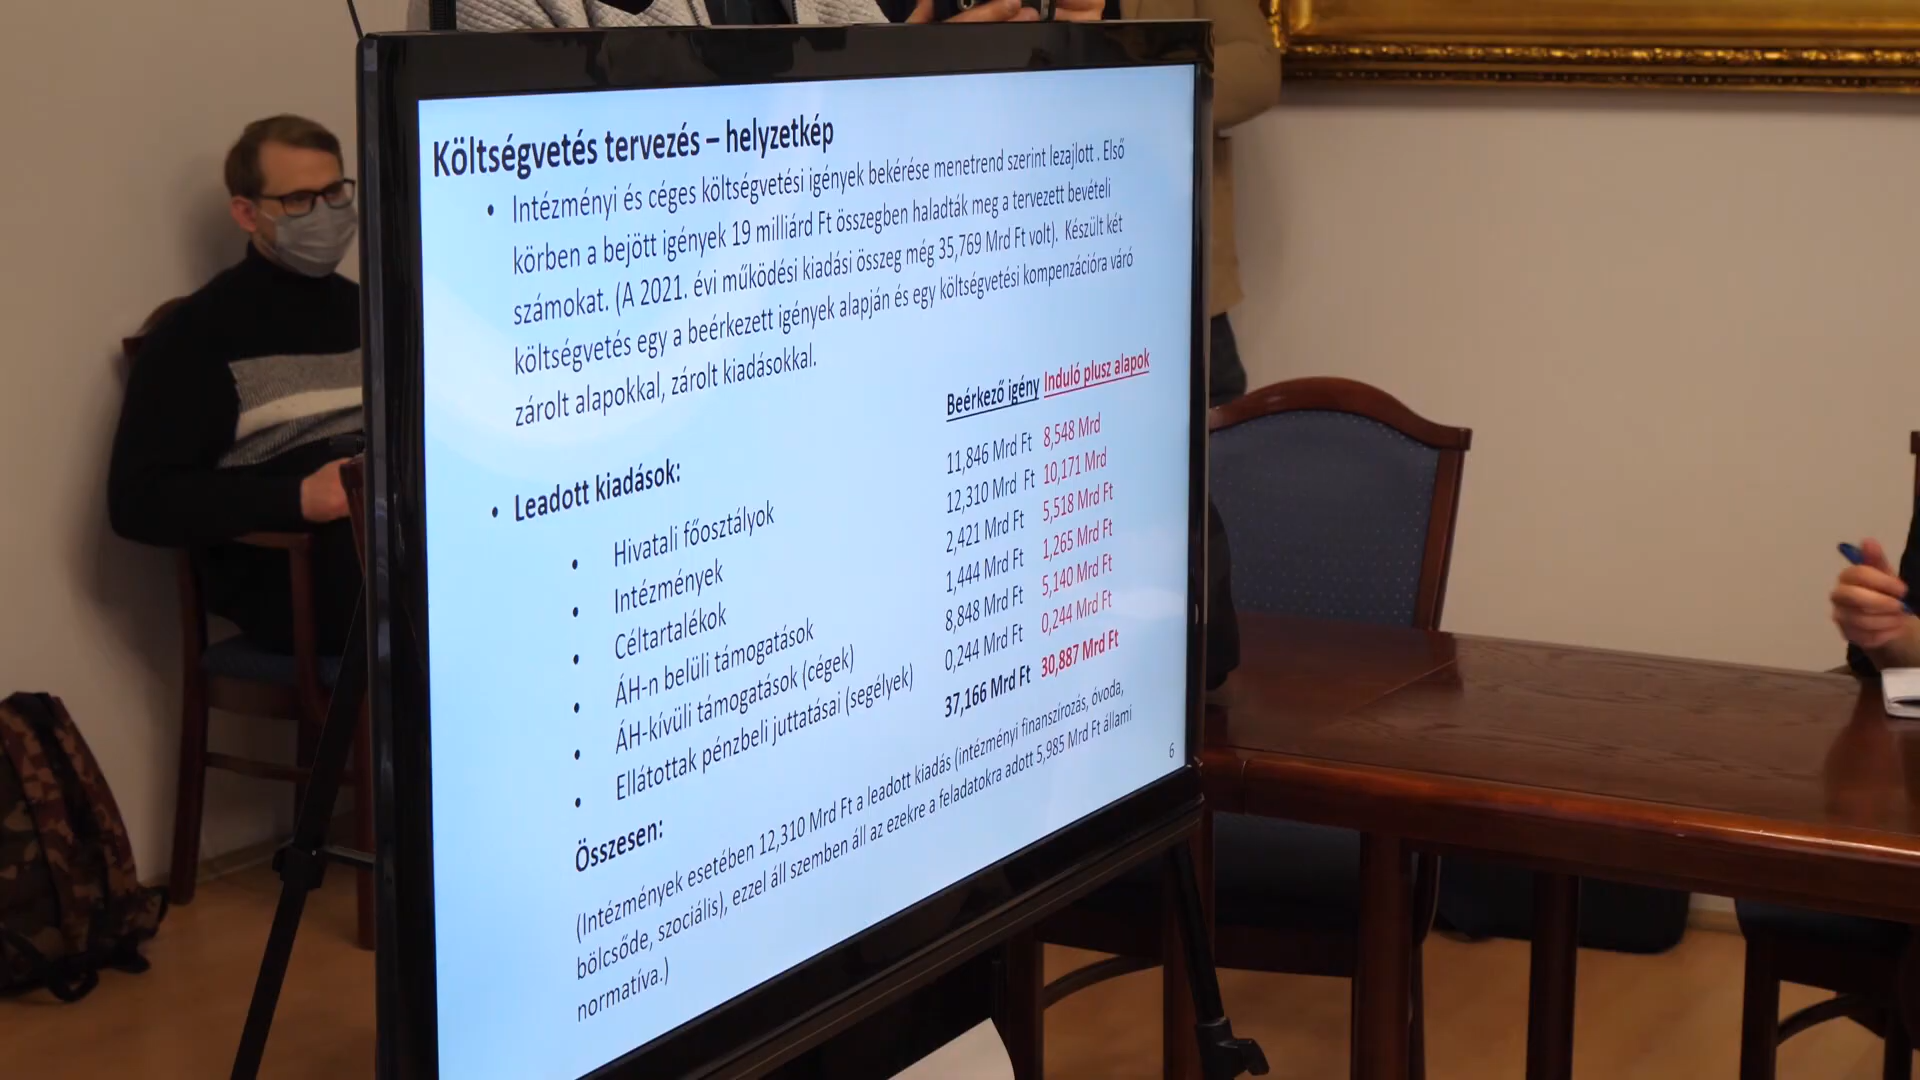 Költségvetés tervezés – helyzetkép
• Intézményi és céges költségvetési igények bekérése menetrend szerint lezajlott . Első
körben a bejött igények 19 milliárd Ft összegben haladták meg a tervezett bevételi
számokat. (A 2021. évi működési kiadási összeg még 35,769 Mrd Ft volt). Készült két
költségvetés egy a beérkezett igények alapján és egy költségvetési kompenzációra váró
zárolt alapokkal, zárolt kiadásokkal.
Beérkező igény Induló plusz alapok
• Leadott kiadások:
• Hivatali főosztályok 11,846 Mrd Ft 8,548 Mrd
• Intézmények 12,310 Mrd Ft 10,171 Mrd
• Céltartalékok 2,421 Mrd Ft 5,518 Mrd Ft
• ÁH-n belüli támogatások 1,444 Mrd Ft 1,265 Mrd Ft
• ÁH-kívüli támogatások (cégek) 8,848 Mrd Ft 5,140 Mrd Ft
• Ellátottak pénzbeli juttatásai (segélyek) 0,244 Mrd Ft 0,244 Mrd Ft
Összesen: 37,166 Mrd Ft 30,887 Mrd Ft
(Intézmények esetében 12,310 Mrd Ft a leadott kiadás (intézményi finanszírozás, óvoda,
bölcsőde, szociális), ezzel áll szemben áll az ezekre a feladatokra adott 5,985 Mrd Ft állami
normatíva.)
6